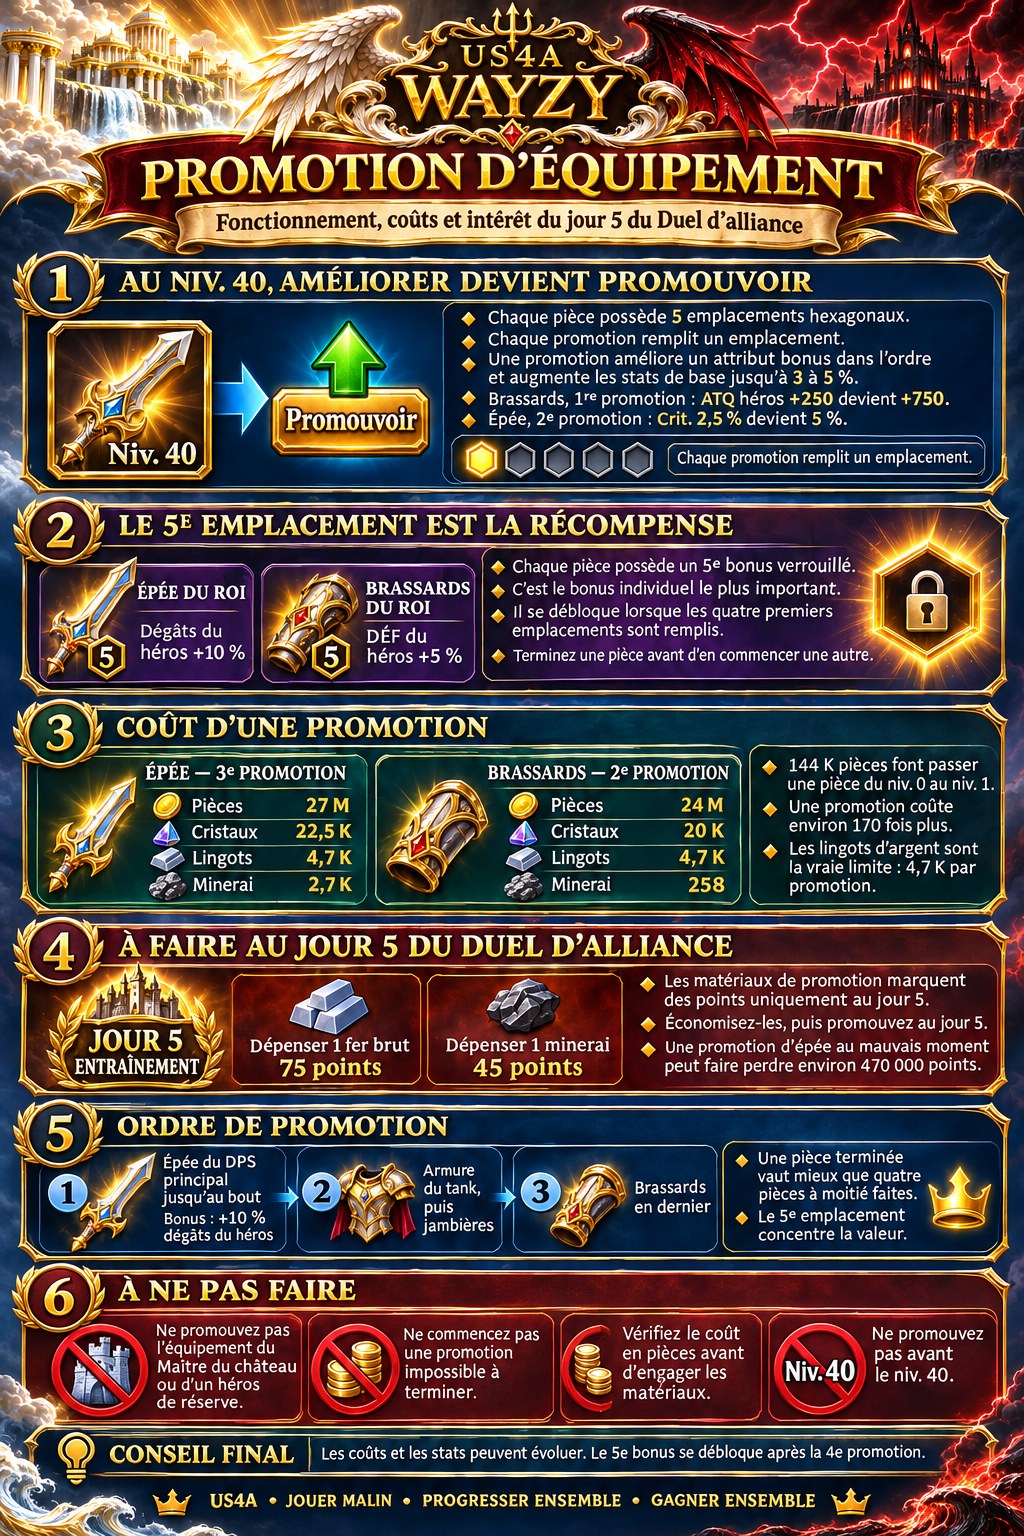 US4A
WAYZY
PROMOTION D'ÉQUIPEMENT
Fonctionnement, coûts et intérêt du jour 5 du Duel d'alliance
1
AU NIV. 40, AMÉLIORER DEVIENT PROMOUVOIR
Niv. 40
Promouvoir
Chaque pièce possède 5 emplacements hexagonaux.
Chaque promotion remplit un emplacement.
Une promotion améliore un attribut bonus dans l'ordre
et augmente les stats de base jusqu'à 3 à 5 %.
Brassards, 1re promotion : ATQ héros +250 devient +750.
Épée, 2e promotion : Crit. 2,5 % devient 5 %.
Chaque promotion remplit un emplacement.
2
LE 5E EMPLACEMENT EST LA RÉCOMPENSE
5
ÉPÉE DU ROI
Dégâts du
héros +10 %
5
BRASSARDS
DU ROI
DÉF du
héros +5 %
Chaque pièce possède un 5e bonus verrouillé.
C'est le bonus individuel le plus important.
Il se débloque lorsque les quatre premiers
emplacements sont remplis.
Terminez une pièce avant d'en commencer une autre.
3
COÛT D'UNE PROMOTION
ÉPÉE — 3e PROMOTION
Pièces 27 M
Cristaux 22,5 K
Lingots 4,7 K
Minerai 2,7 K
BRASSARDS — 2e PROMOTION
Pièces 24 M
Cristaux 20 K
Lingots 4,7 K
Minerai 258
144 K pièces font passer
une pièce du niv. 0 au niv. 1.
Une promotion coûte
environ 170 fois plus.
Les lingots d'argent sont
la vraie limite : 4,7 K par
promotion.
4
À FAIRE AU JOUR 5 DU DUEL D'ALLIANCE
JOUR 5
ENTRAÎNEMENT
Dépenser 1 fer brut
75 points
Dépenser 1 minerai
45 points
Les matériaux de promotion marquent
des points uniquement au jour 5.
Économisez-les, puis promouvez au jour 5.
Une promotion d'épée au mauvais moment
peut faire perdre environ 470 000 points.
5
ORDRE DE PROMOTION
1
Épée du DPS
principal
jusqu'au bout
Bonus : +10 %
dégâts du héros
2
Armure
du tank,
puis
jambières
3
Brassards
en dernier
Une pièce terminée
vaut mieux que quatre
pièces à moitié faites.
Le 5e emplacement
concentre la valeur.
6
À NE PAS FAIRE
Ne promouvez pas
l'équipement du
Maître du château
ou d'un héros
de réserve.
Ne commencez pas
une promotion
impossible à
terminer.
Vérifiez le coût
en pièces avant
d'engager les
matériaux.
Niv. 40
Ne promouvez
pas avant
le niv. 40.
CONSEIL FINAL
Les coûts et les stats peuvent évoluer. Le 5e bonus se débloque après la 4e promotion.
US4A • JOUER MALIN • PROGRESSER ENSEMBLE • GAGNER ENSEMBLE